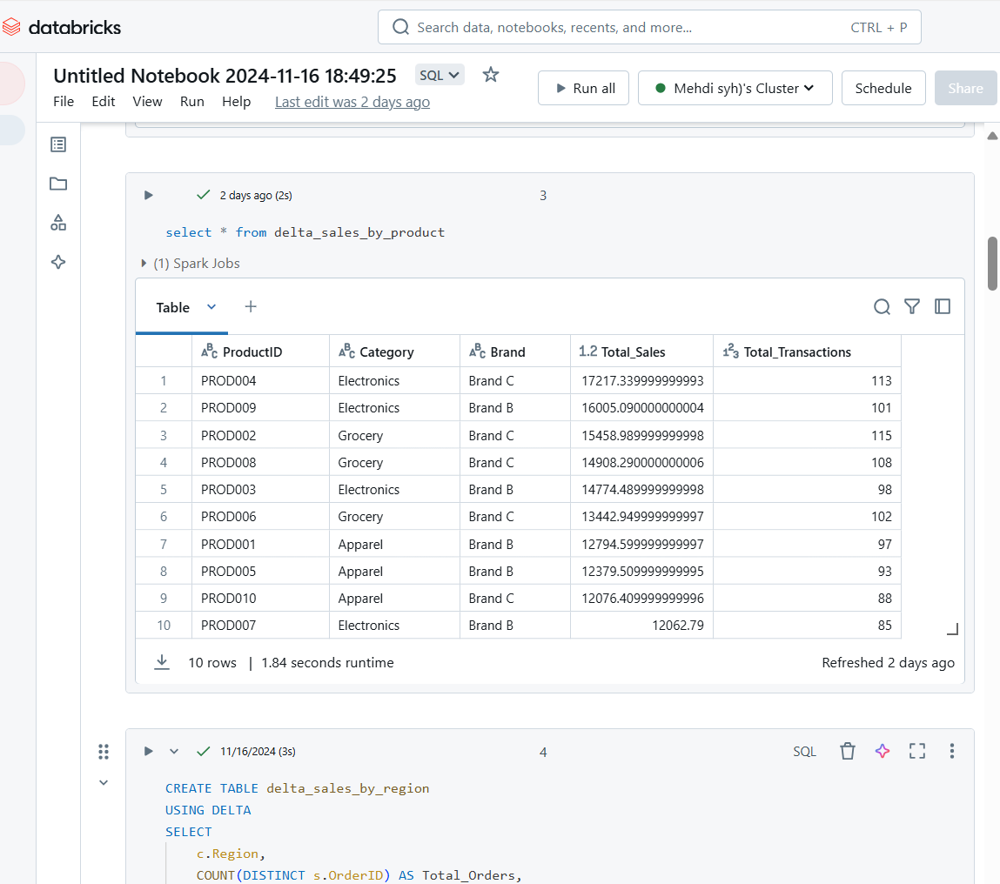 databricks
Search data, notebooks, recents, and more... CTRL + P
Untitled Notebook 2024-11-16 18:49:25 SQL
Run all Mehdi syh)'s Cluster Schedule Share
File Edit View Run Help Last edit was 2 days ago
2 days ago (2s) 3
select * from delta_sales_by_product
(1) Spark Jobs
Table +
ABC ProductID ABC Category ABC Brand 1.2 Total_Sales 123 Total_Transactions
1 PROD004 Electronics Brand C 17217.339999999993 113
2 PROD009 Electronics Brand B 16005.090000000004 101
3 PROD002 Grocery Brand C 15458.989999999998 115
4 PROD008 Grocery Brand C 14908.290000000006 108
5 PROD003 Electronics Brand B 14774.489999999998 98
6 PROD006 Grocery Brand C 13442.949999999997 102
7 PROD001 Apparel Brand B 12794.599999999997 97
8 PROD005 Apparel Brand B 12379.509999999995 93
9 PROD010 Apparel Brand C 12076.409999999996 88
10 PROD007 Electronics Brand B 12062.79 85
10 rows | 1.84 seconds runtime Refreshed 2 days ago
11/16/2024 (3s) 4 SQL
CREATE TABLE delta_sales_by_region
USING DELTA
SELECT
c.Region,
COUNT(DISTINCT s.OrderID) AS Total_Orders,